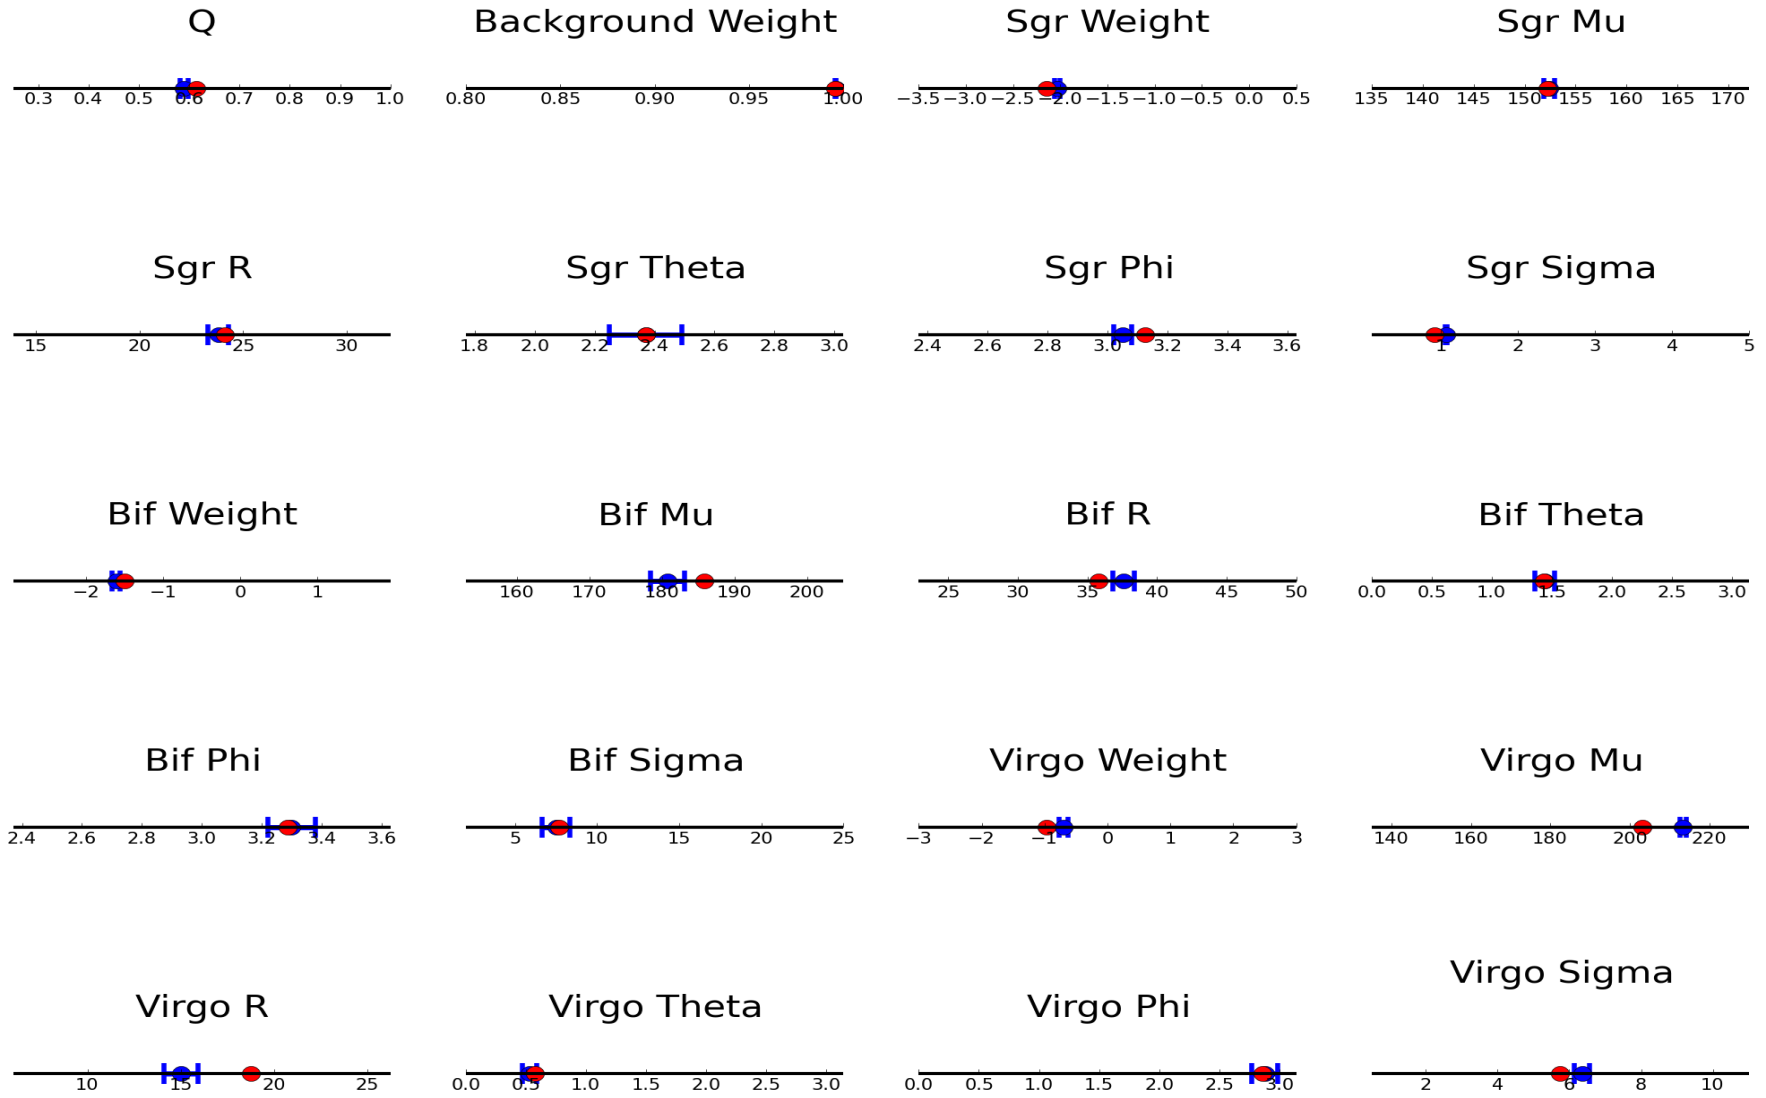 Q Background Weight Sgr Weight Sgr Mu
0.3 0.4 0.5 0.6 0.7 0.8 0.9 1.0 0.80 0.85 0.90 0.95 1.00 −3.5 −3.0 −2.5 −2.0 −1.5 −1.0 −0.5 0.0 0.5 135 140 145 150 155 160 165 170
Sgr R Sgr Theta Sgr Phi Sgr Sigma
15 20 25 30 1.8 2.0 2.2 2.4 2.6 2.8 3.0 2.4 2.6 2.8 3.0 3.2 3.4 3.6 1 2 3 4 5
Bif Weight Bif Mu Bif R Bif Theta
−2 −1 0 1 160 170 180 190 200 25 30 35 40 45 50 0.0 0.5 1.0 1.5 2.0 2.5 3.0
Bif Phi Bif Sigma Virgo Weight Virgo Mu
2.4 2.6 2.8 3.0 3.2 3.4 3.6 5 10 15 20 25 −3 −2 −1 0 1 2 3 140 160 180 200 220
Virgo R Virgo Theta Virgo Phi Virgo Sigma
10 15 20 25 0.0 0.5 1.0 1.5 2.0 2.5 3.0 0.0 0.5 1.0 1.5 2.0 2.5 3.0 2 4 6 8 10